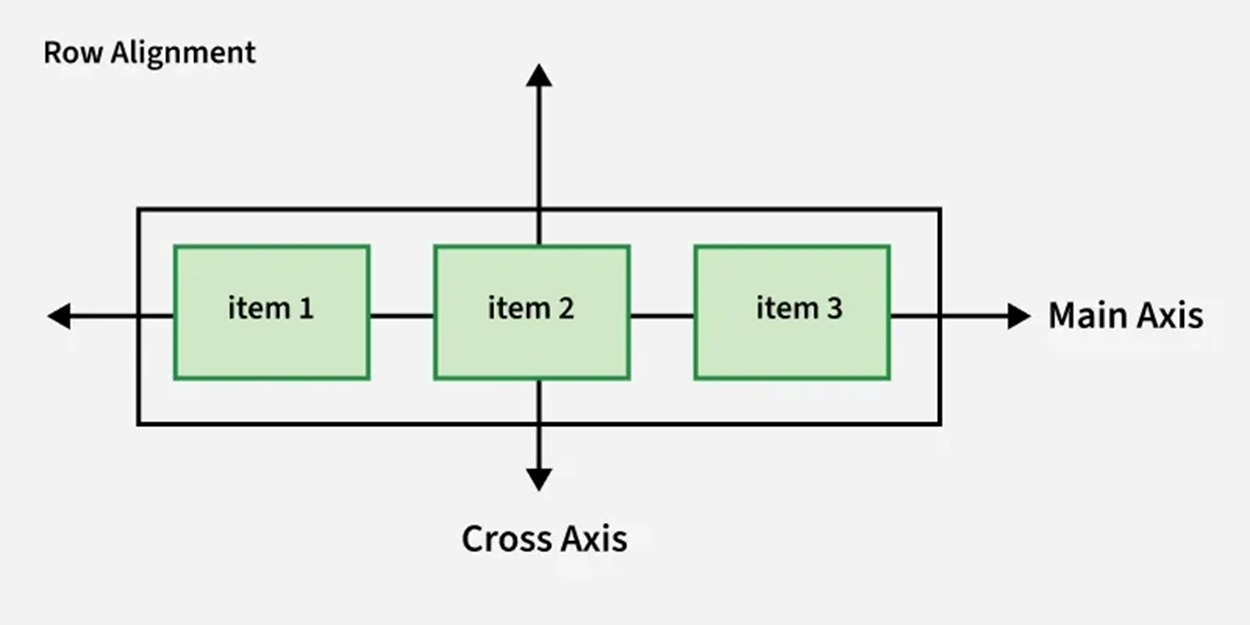 Row Alignment
item 1
item 2
item 3
Main Axis
Cross Axis